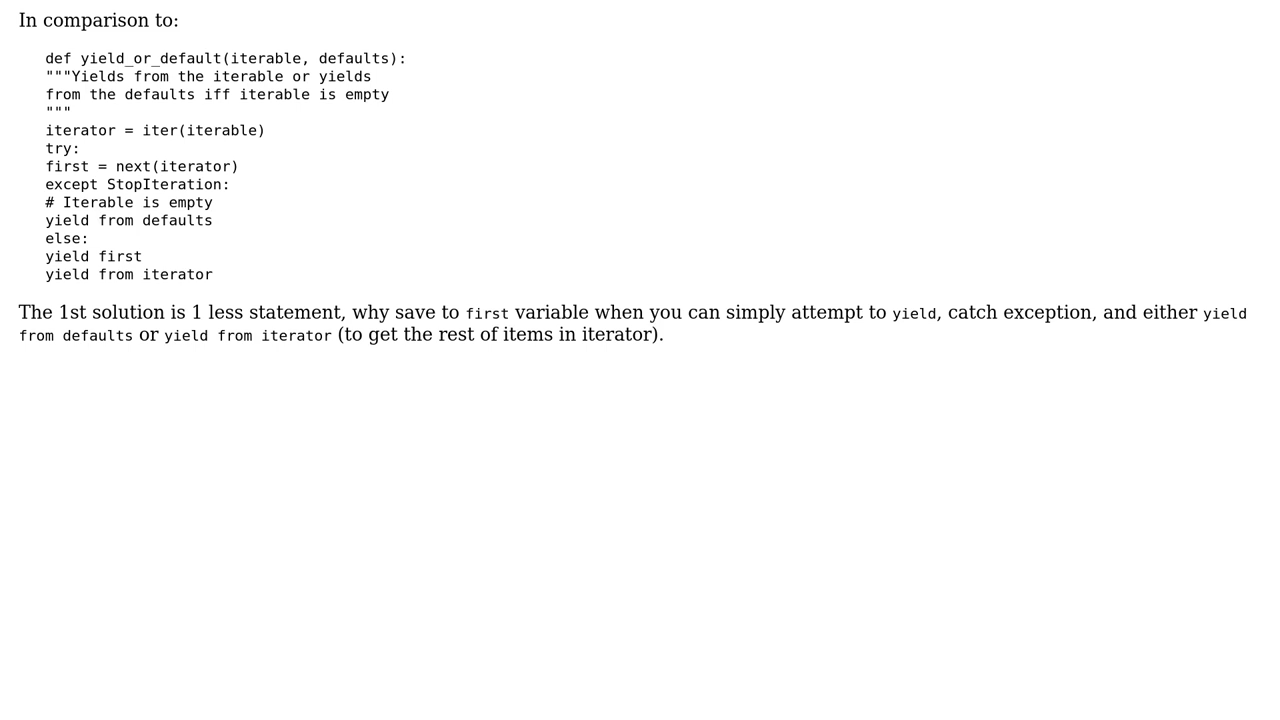 In comparison to:
def yield_or_default(iterable, defaults):
"""Yields from the iterable or yields
from the defaults iff iterable is empty
"""
iterator = iter(iterable)
try:
first = next(iterator)
except StopIteration:
# Iterable is empty
yield from defaults
else:
yield first
yield from iterator
The 1st solution is 1 less statement, why save to first variable when you can simply attempt to yield, catch exception, and either yield
from defaults or yield from iterator (to get the rest of items in iterator).